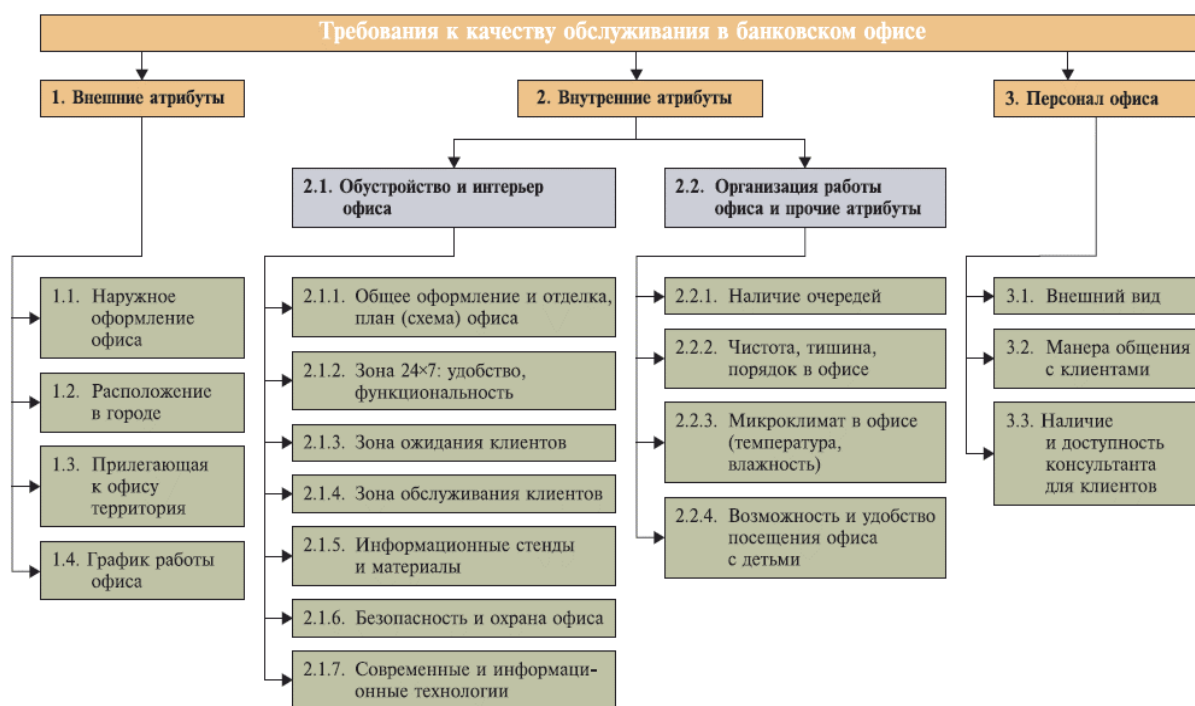 Требования к качеству обслуживания в банковском офисе
1. Внешние атрибуты
2. Внутренние атрибуты
3. Персонал офиса
2.1. Обустройство и интерьер
офиса
2.2. Организация работы
офиса и прочие атрибуты
1.1. Наружное
оформление
офиса
1.2. Расположение
в городе
1.3. Прилегающая
к офису
территория
1.4. График работы
офиса
2.1.1. Общее оформление и отделка,
план (схема) офиса
2.1.2. Зона 24×7: удобство,
функциональность
2.1.3. Зона ожидания клиентов
2.1.4. Зона обслуживания клиентов
2.1.5. Информационные стенды
и материалы
2.1.6. Безопасность и охрана офиса
2.1.7. Современные и информаци-
онные технологии
2.2.1. Наличие очередей
2.2.2. Чистота, тишина,
порядок в офисе
2.2.3. Микроклимат в офисе
(температура,
влажность)
2.2.4. Возможность и удобство
посещения офиса
с детьми
3.1. Внешний вид
3.2. Манера общения
с клиентами
3.3. Наличие
и доступность
консультанта
для клиентов